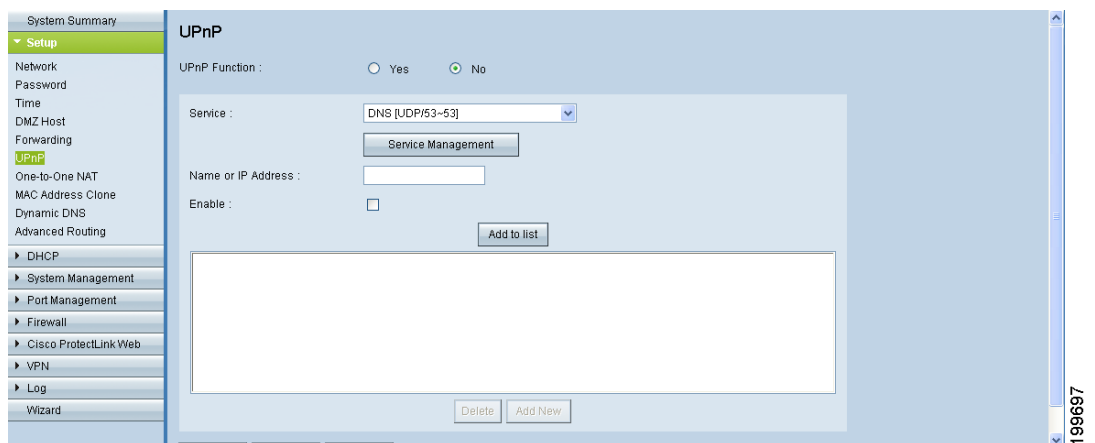 System Summary
Setup
Network
Password
Time
DMZ Host
Forwarding
UPnP
One-to-One NAT
MAC Address Clone
Dynamic DNS
Advanced Routing
DHCP
System Management
Port Management
Firewall
Cisco ProtectLink Web
VPN
Log
Wizard
UPnP
UPnP Function : Yes No
Service : DNS [UDP/53~53]
Service Management
Name or IP Address :
Enable :
Add to list
Delete Add New
199697